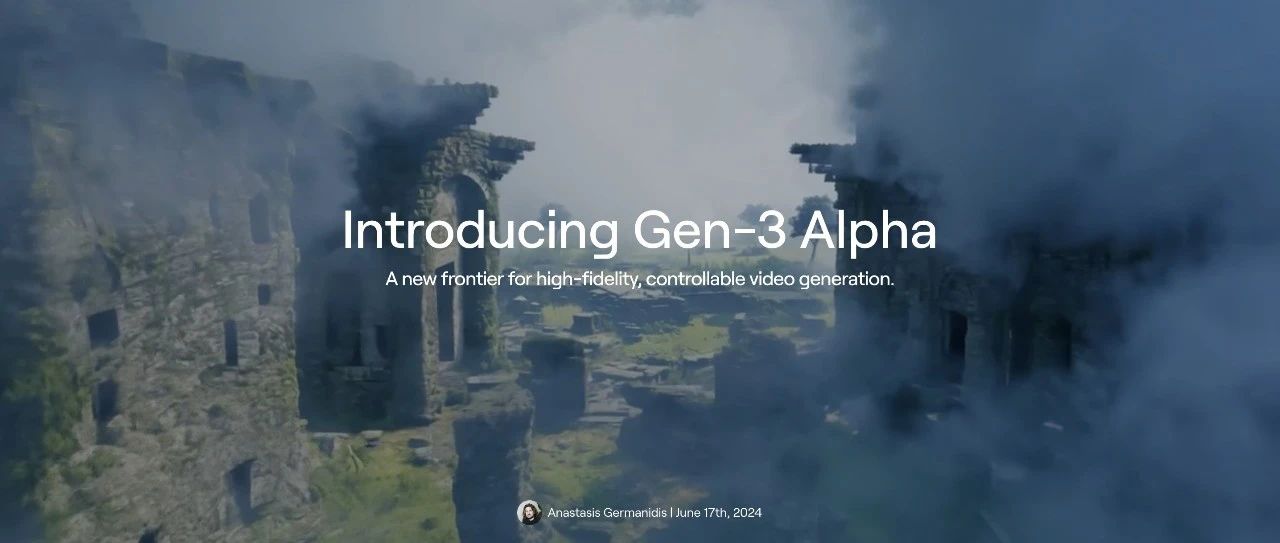 Introducing Gen-3 Alpha
A new frontier for high-fidelity, controllable video generation.
Anastasis Germanidis | June 17th, 2024